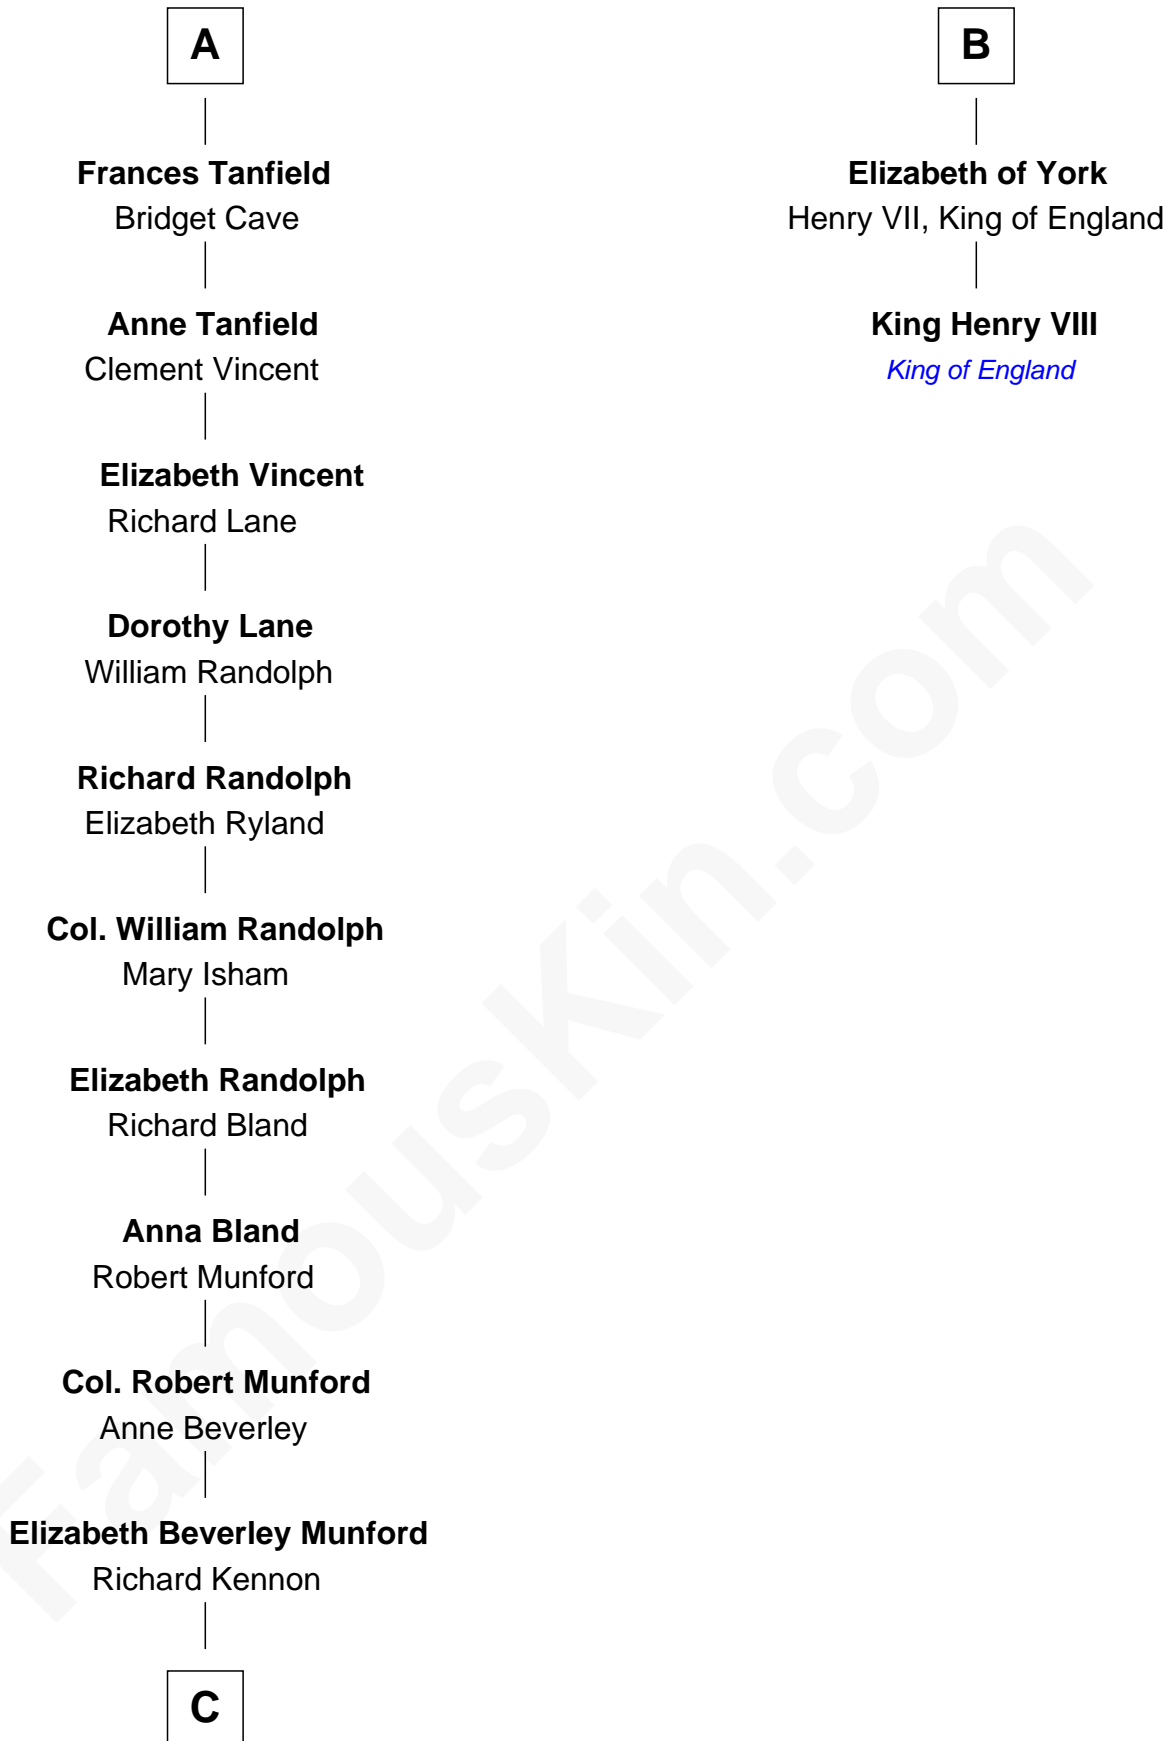 A
Frances Tanfield
Bridget Cave
Anne Tanfield
Clement Vincent
Elizabeth Vincent
Richard Lane
Dorothy Lane
William Randolph
Richard Randolph
Elizabeth Ryland
Col. William Randolph
Mary Isham
Elizabeth Randolph
Richard Bland
Anna Bland
Robert Munford
Col. Robert Munford
Anne Beverley
Elizabeth Beverley Munford
Richard Kennon
C
B
Elizabeth of York
Henry VII, King of England
King Henry VIII
King of England
FamousKin.com